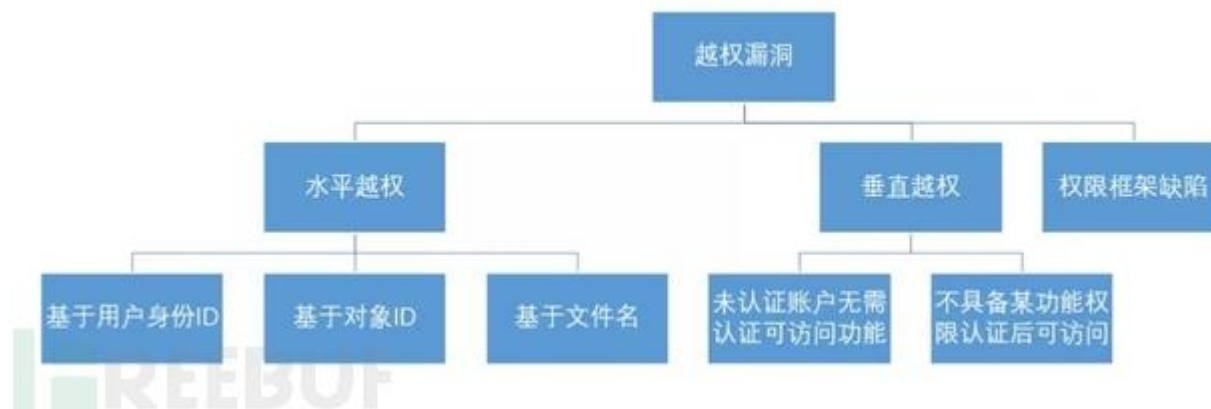 越权漏洞
水平越权
垂直越权
权限框架缺陷
基于用户身份ID
基于对象ID
基于文件名
未认证账户无需
认证可访问功能
不具备某功能权
限认证后可访问
REEBUF